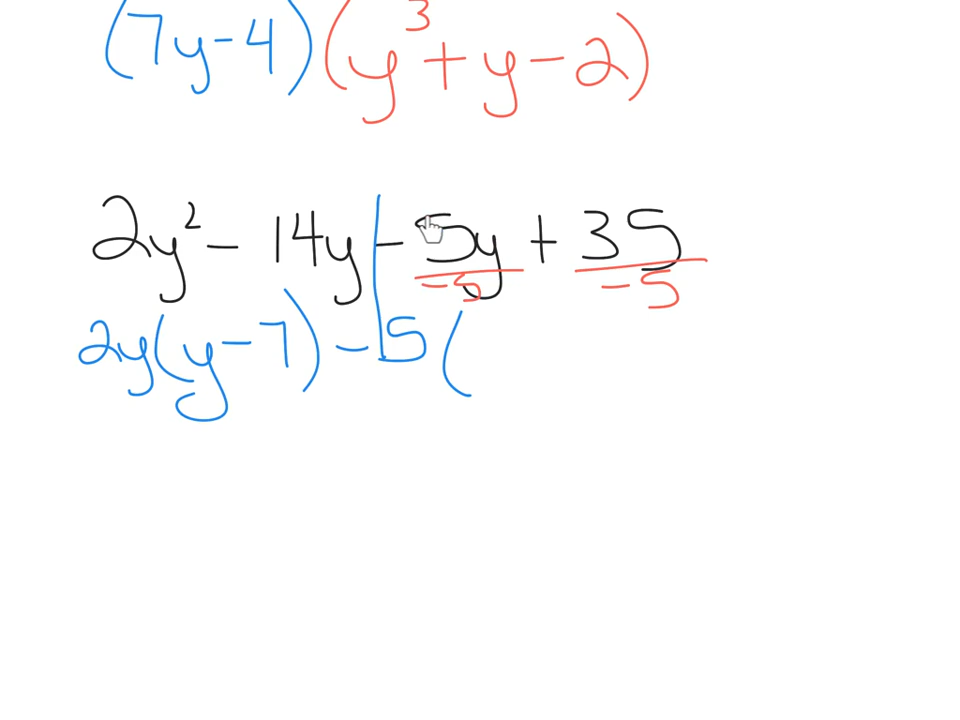 (7y-4)(y³+y-2)
2y² - 14y - 5y + 35
-5 -5
2y(y-7) - 5(